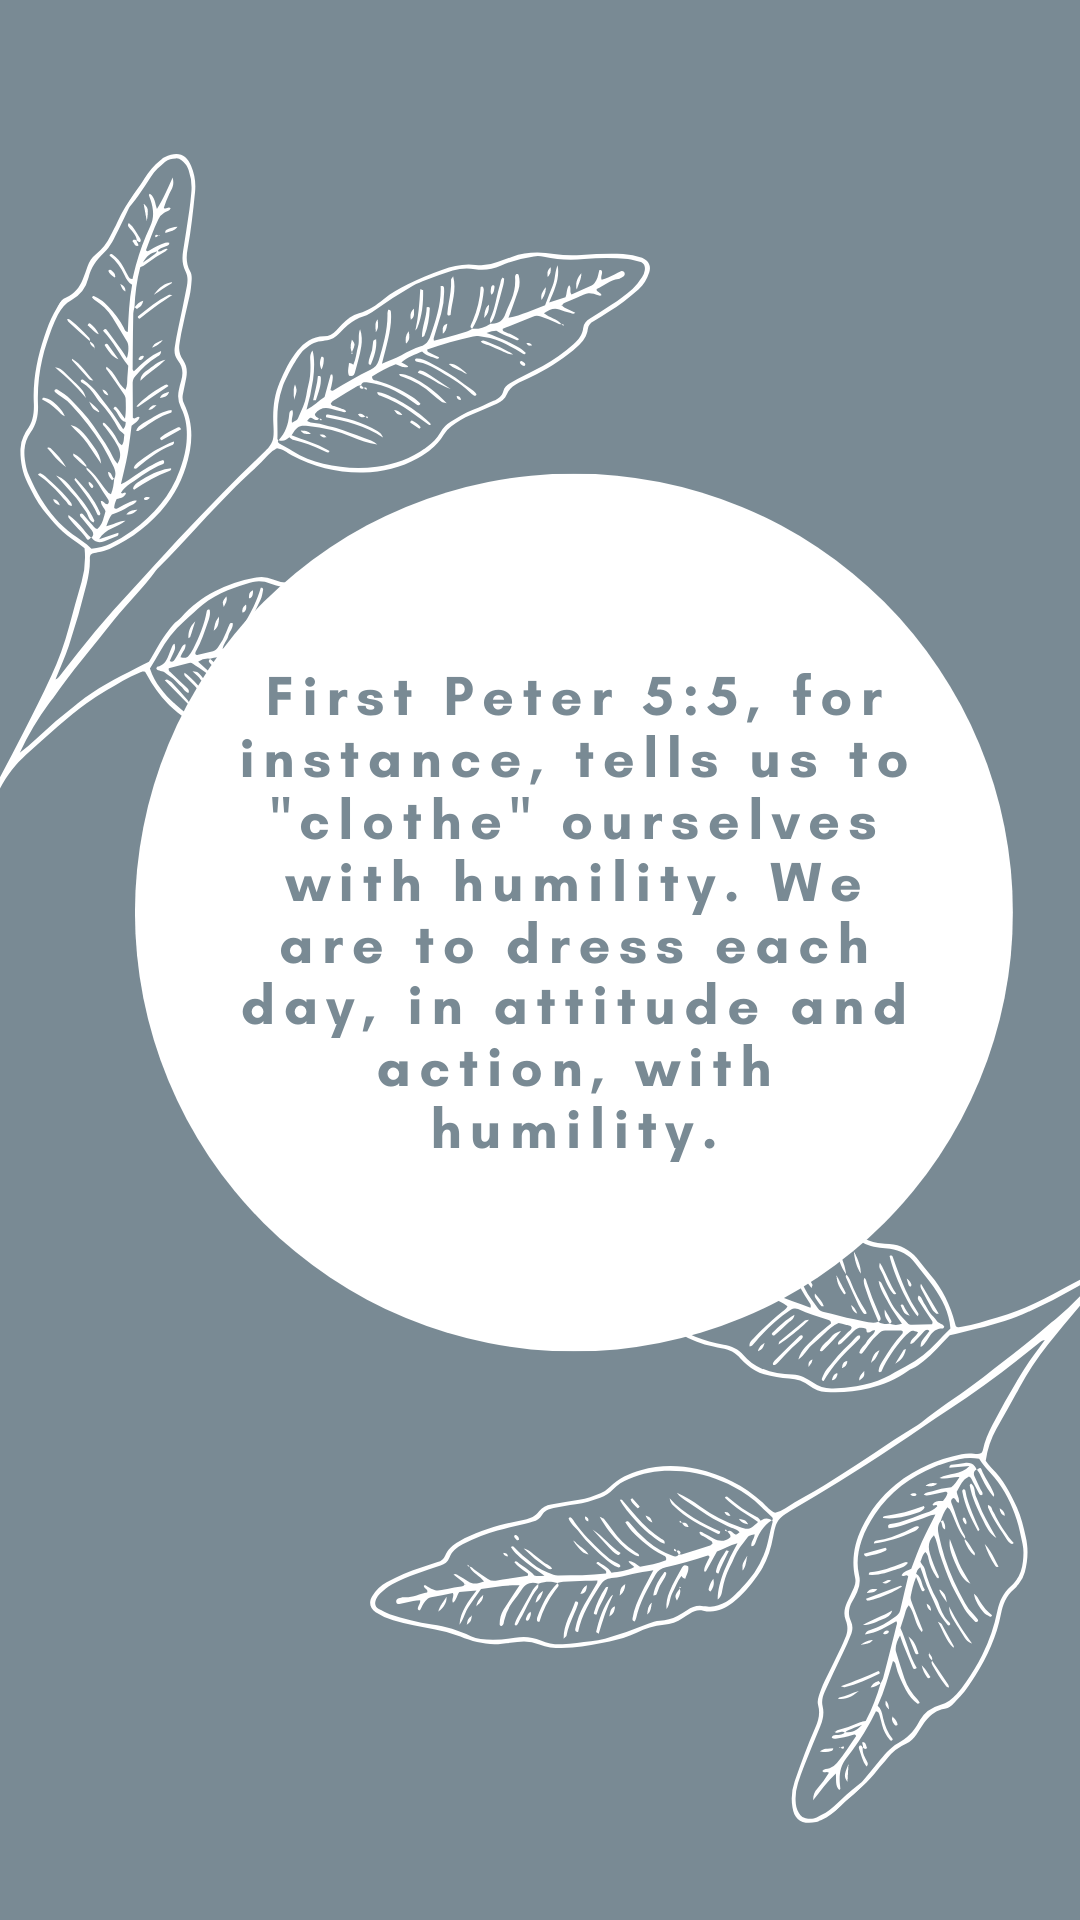 First Peter 5:5, for
instance, tells us to
"clothe" ourselves
with humility. We
are to dress each
day, in attitude and
action, with
humility.